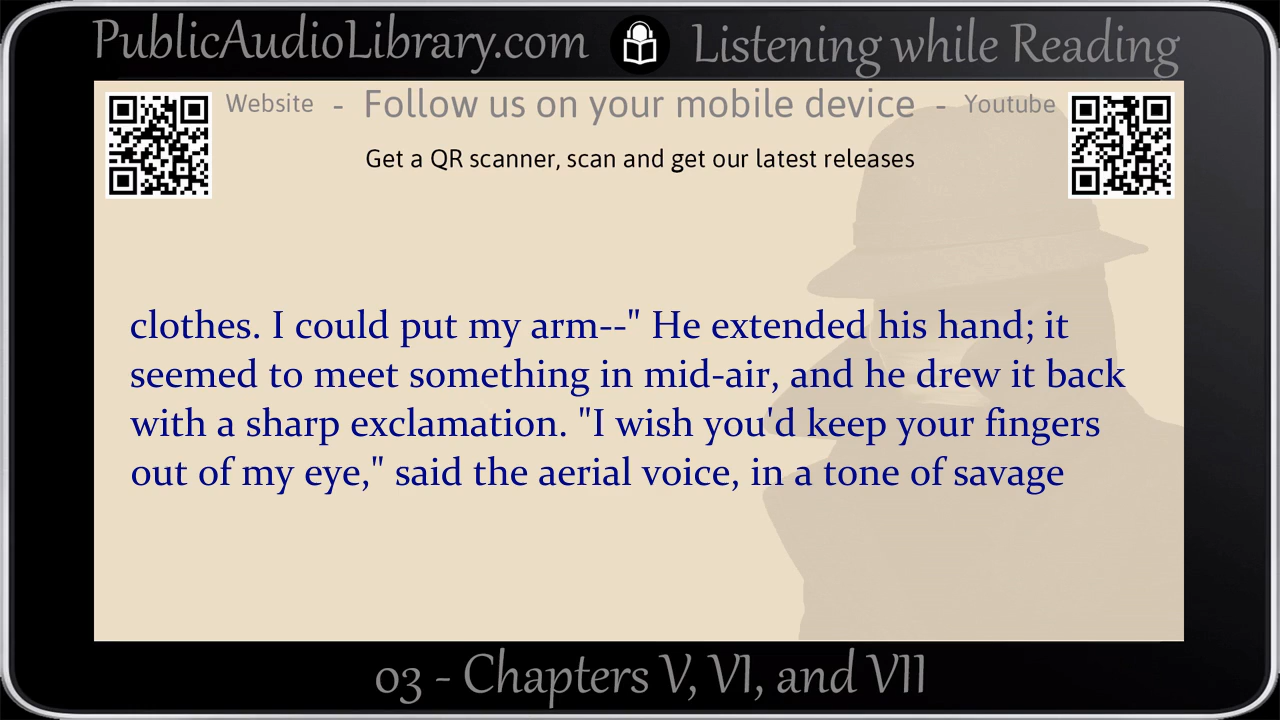 PublicAudioLibrary.com Listening while Reading
Website - Follow us on your mobile device - Youtube
Get a QR scanner, scan and get our latest releases
clothes. I could put my arm--" He extended his hand; it
seemed to meet something in mid-air, and he drew it back
with a sharp exclamation. "I wish you'd keep your fingers
out of my eye," said the aerial voice, in a tone of savage
03 - Chapters V, VI, and VII